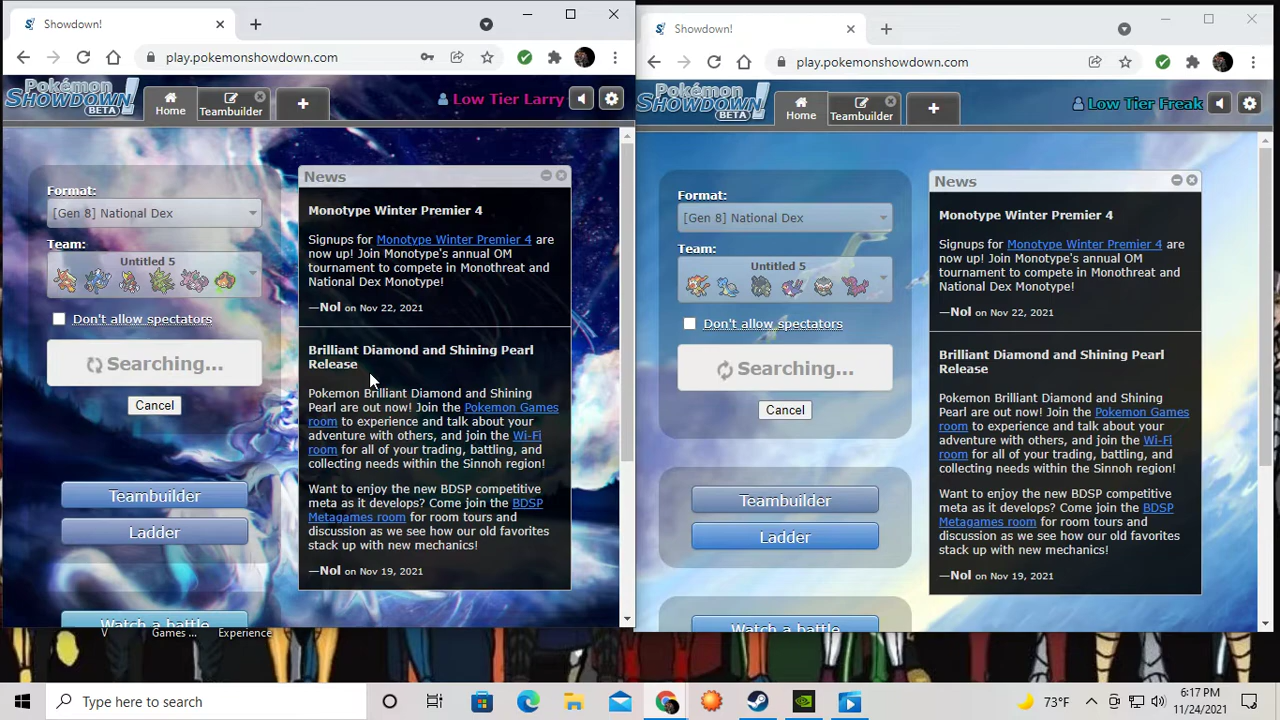 Showdown!
play.pokemonshowdown.com
Pokémon
SHOWDOWN!
BETA
Home
Teambuilder
Low Tier Larry
Format:
[Gen 8] National Dex
Team:
Untitled 5
Don't allow spectators
Searching...
Cancel
Teambuilder
Ladder
Watch a battle
News
Monotype Winter Premier 4
Signups for Monotype Winter Premier 4 are
now up! Join Monotype's annual OM
tournament to compete in Monothreat and
National Dex Monotype!
—Nol on Nov 22, 2021
Brilliant Diamond and Shining Pearl
Release
Pokemon Brilliant Diamond and Shining
Pearl are out now! Join the Pokemon Games
room to experience and talk about your
adventure with others, and join the Wi-Fi
room for all of your trading, battling, and
collecting needs within the Sinnoh region!
Want to enjoy the new BDSP competitive
meta as it develops? Come join the BDSP
Metagames room for room tours and
discussion as we see how our old favorites
stack up with new mechanics!
—Nol on Nov 19, 2021
Showdown!
play.pokemonshowdown.com
Pokémon
SHOWDOWN!
BETA
Home
Teambuilder
Low Tier Freak
Format:
[Gen 8] National Dex
Team:
Untitled 5
Don't allow spectators
Searching...
Cancel
Teambuilder
Ladder
Watch a battle
News
Monotype Winter Premier 4
Signups for Monotype Winter Premier 4 are
now up! Join Monotype's annual OM
tournament to compete in Monothreat and
National Dex Monotype!
—Nol on Nov 22, 2021
Brilliant Diamond and Shining Pearl
Release
Pokemon Brilliant Diamond and Shining
Pearl are out now! Join the Pokemon Games
room to experience and talk about your
adventure with others, and join the Wi-Fi
room for all of your trading, battling, and
collecting needs within the Sinnoh region!
Want to enjoy the new BDSP competitive
meta as it develops? Come join the BDSP
Metagames room for room tours and
discussion as we see how our old favorites
stack up with new mechanics!
—Nol on Nov 19, 2021
V
Games ...
Experience
Type here to search
73°F
6:17 PM
11/24/2021